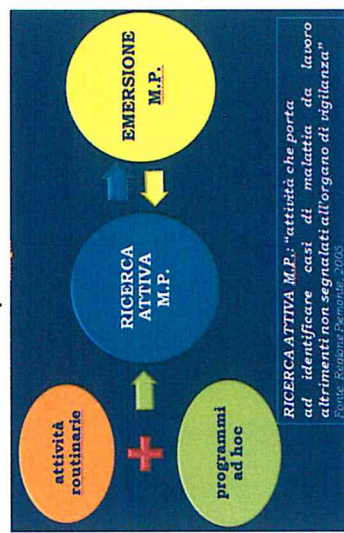 attività
routinarie
programmi
ad hoc
RICERCA
ATTIVA
M.P.
EMERSIONE
M.P.
RICERCA ATTIVA M.P.: "attività che porta
ad identificare casi di malattia da lavoro
altrimenti non segnalati all'organo di vigilanza"
Fonte: Regione Piemonte, 2005